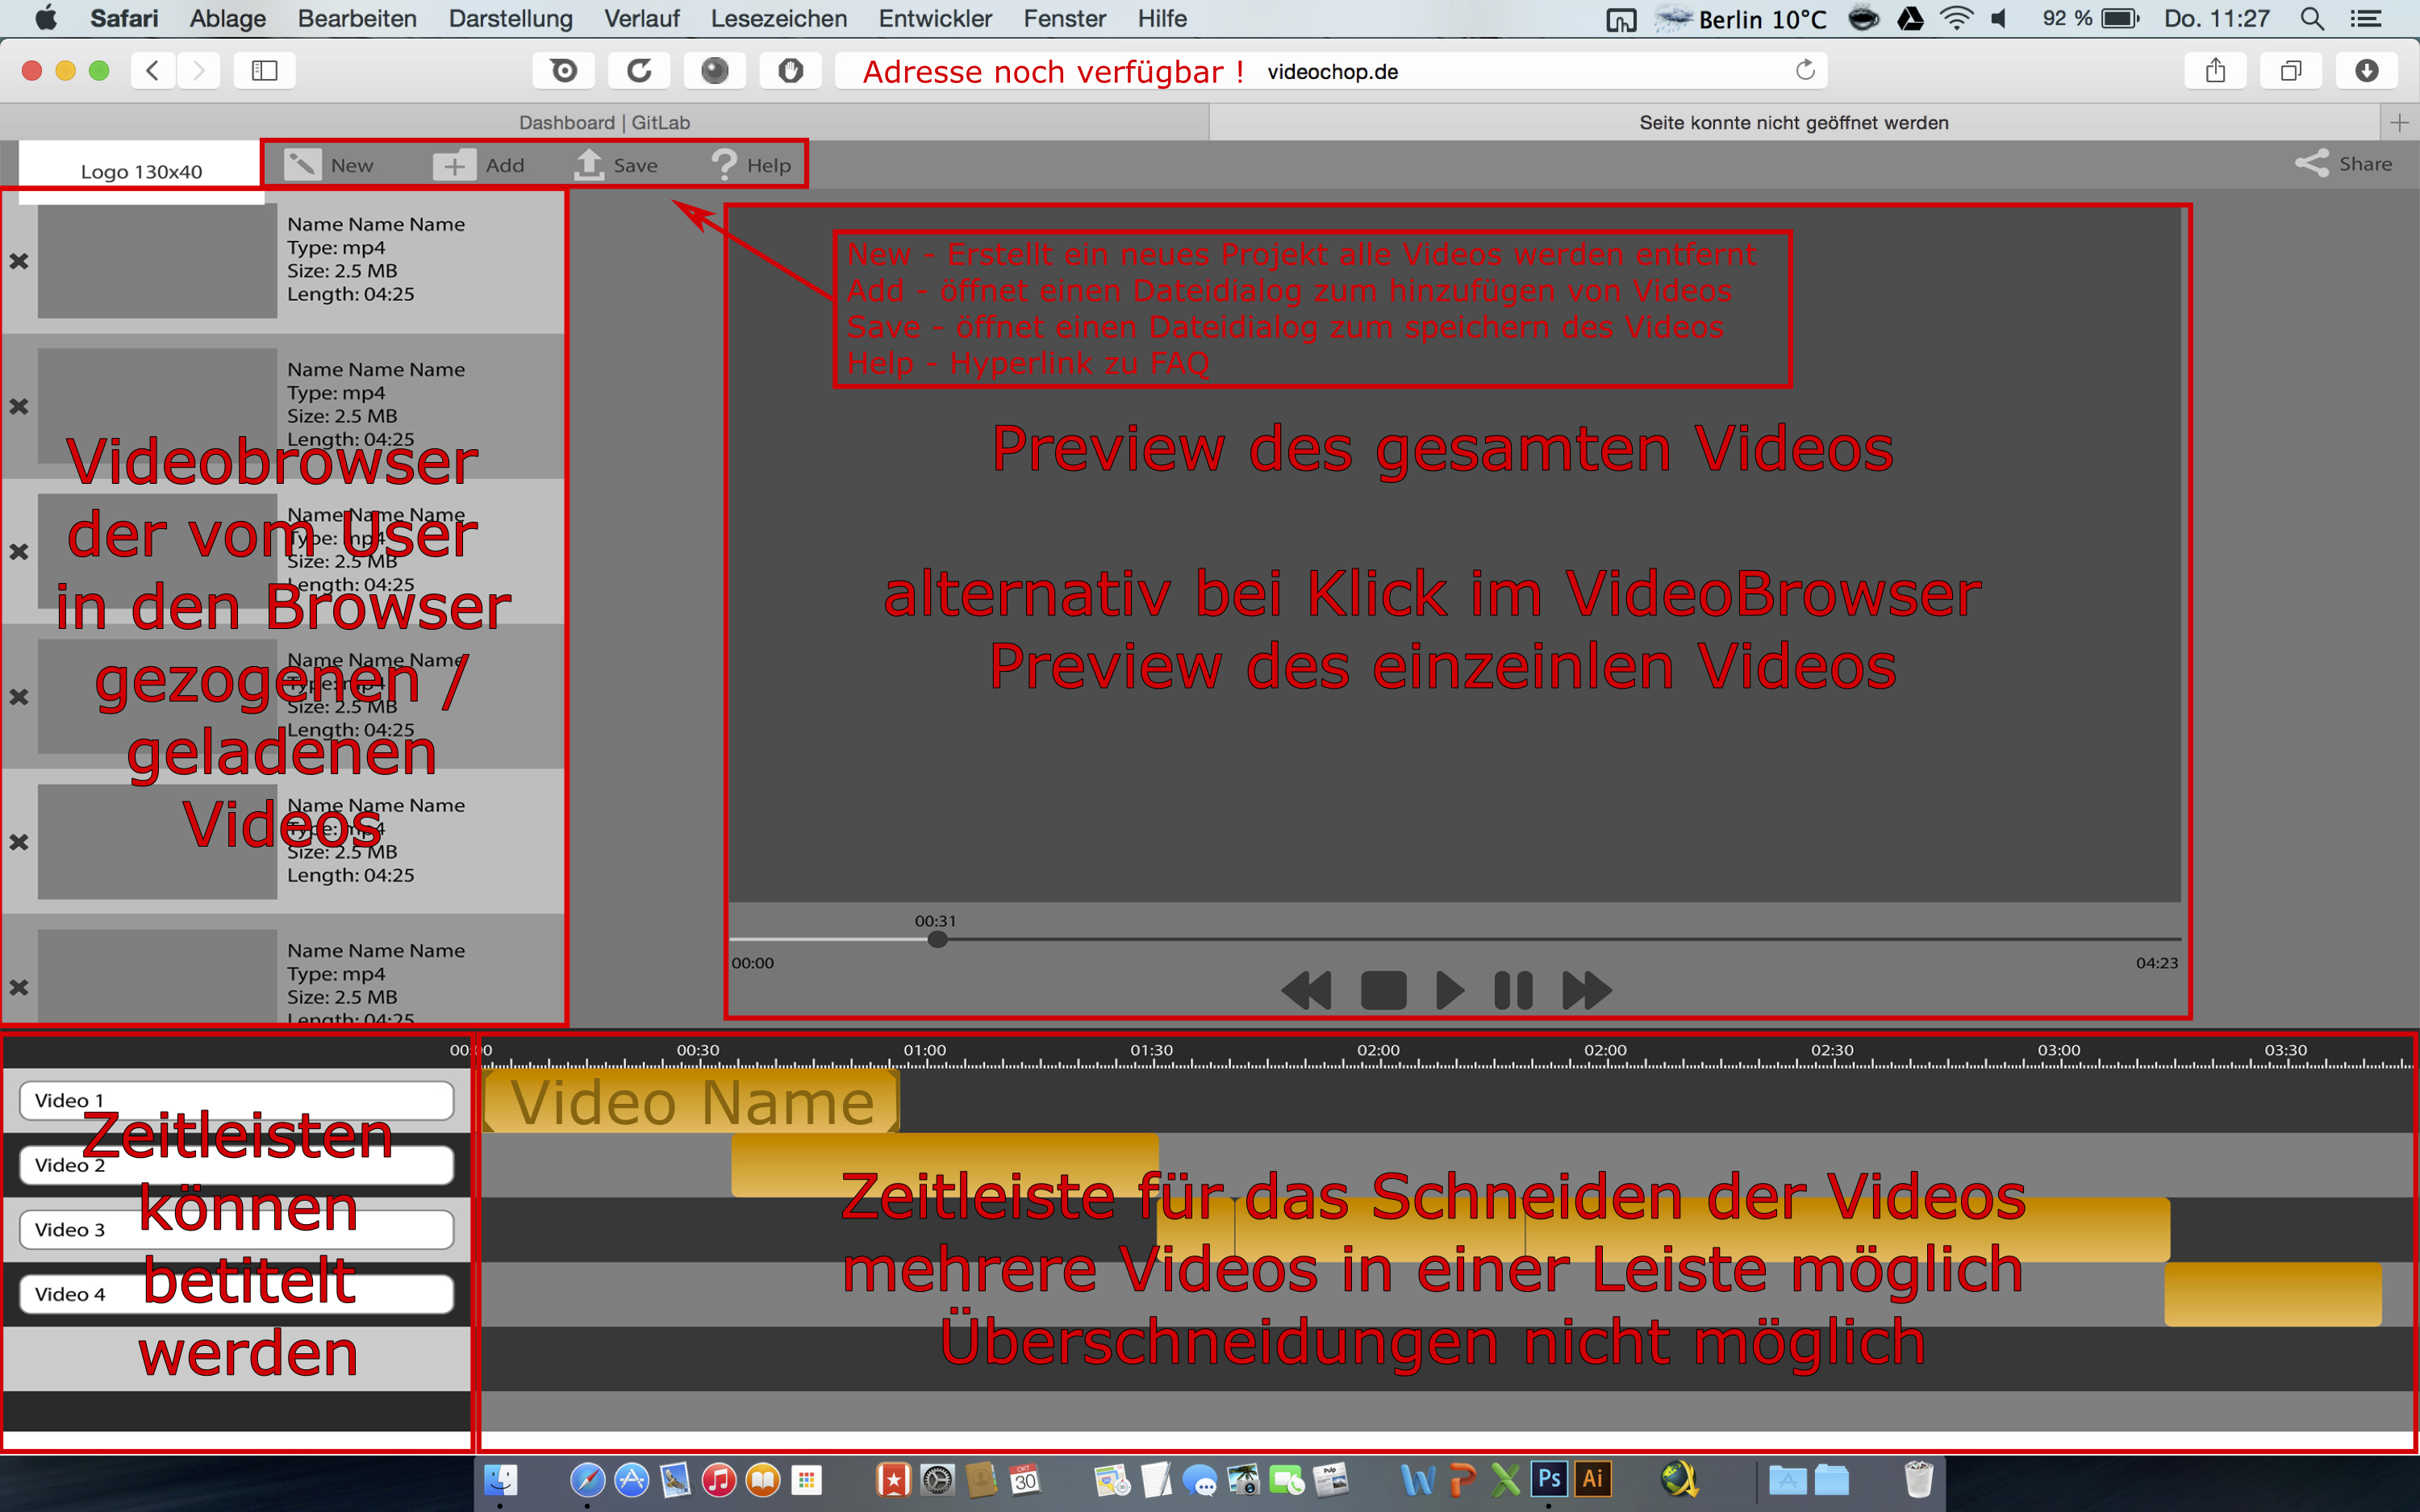 Safari Ablage Bearbeiten Darstellung Verlauf Lesezeichen Entwickler Fenster Hilfe
Berlin 10°C 92 % Do. 11:27
Adresse noch verfügbar ! videochop.de
Dashboard | GitLab
Seite konnte nicht geöffnet werden
Logo 130x40
New
Add
Save
Help
Share
Name Name Name
Type: mp4
Size: 2.5 MB
Length: 04:25
Name Name Name
Type: mp4
Size: 2.5 MB
Length: 04:25
Name Name Name
Type: mp4
Size: 2.5 MB
Length: 04:25
Name Name Name
Type: mp4
Size: 2.5 MB
Length: 04:25
Name Name Name
Type: mp4
Size: 2.5 MB
Length: 04:25
Name Name Name
Type: mp4
Size: 2.5 MB
Length: 04:25
Videobrowser
der vom User
in den Browser
gezogenen /
geladenen
Videos
New - Erstellt ein neues Projekt alle Videos werden entfernt
Add - öffnet einen Dateidialog zum hinzufügen von Videos
Save - öffnet einen Dateidialog zum speichern des Videos
Help - Hyperlink zu FAQ
Preview des gesamten Videos
alternativ bei Klick im VideoBrowser
Preview des einzeinlen Videos
00:31
00:00
04:23
00:00 00:30 01:00 01:30 02:00 02:00 02:30 03:00 03:30
Video 1
Video 2
Video 3
Video 4
Zeitleisten
können
betitelt
werden
Video Name
Zeitleiste für das Schneiden der Videos
mehrere Videos in einer Leiste möglich
Überschneidungen nicht möglich
OKT
30
Pulp
Ps
Ai